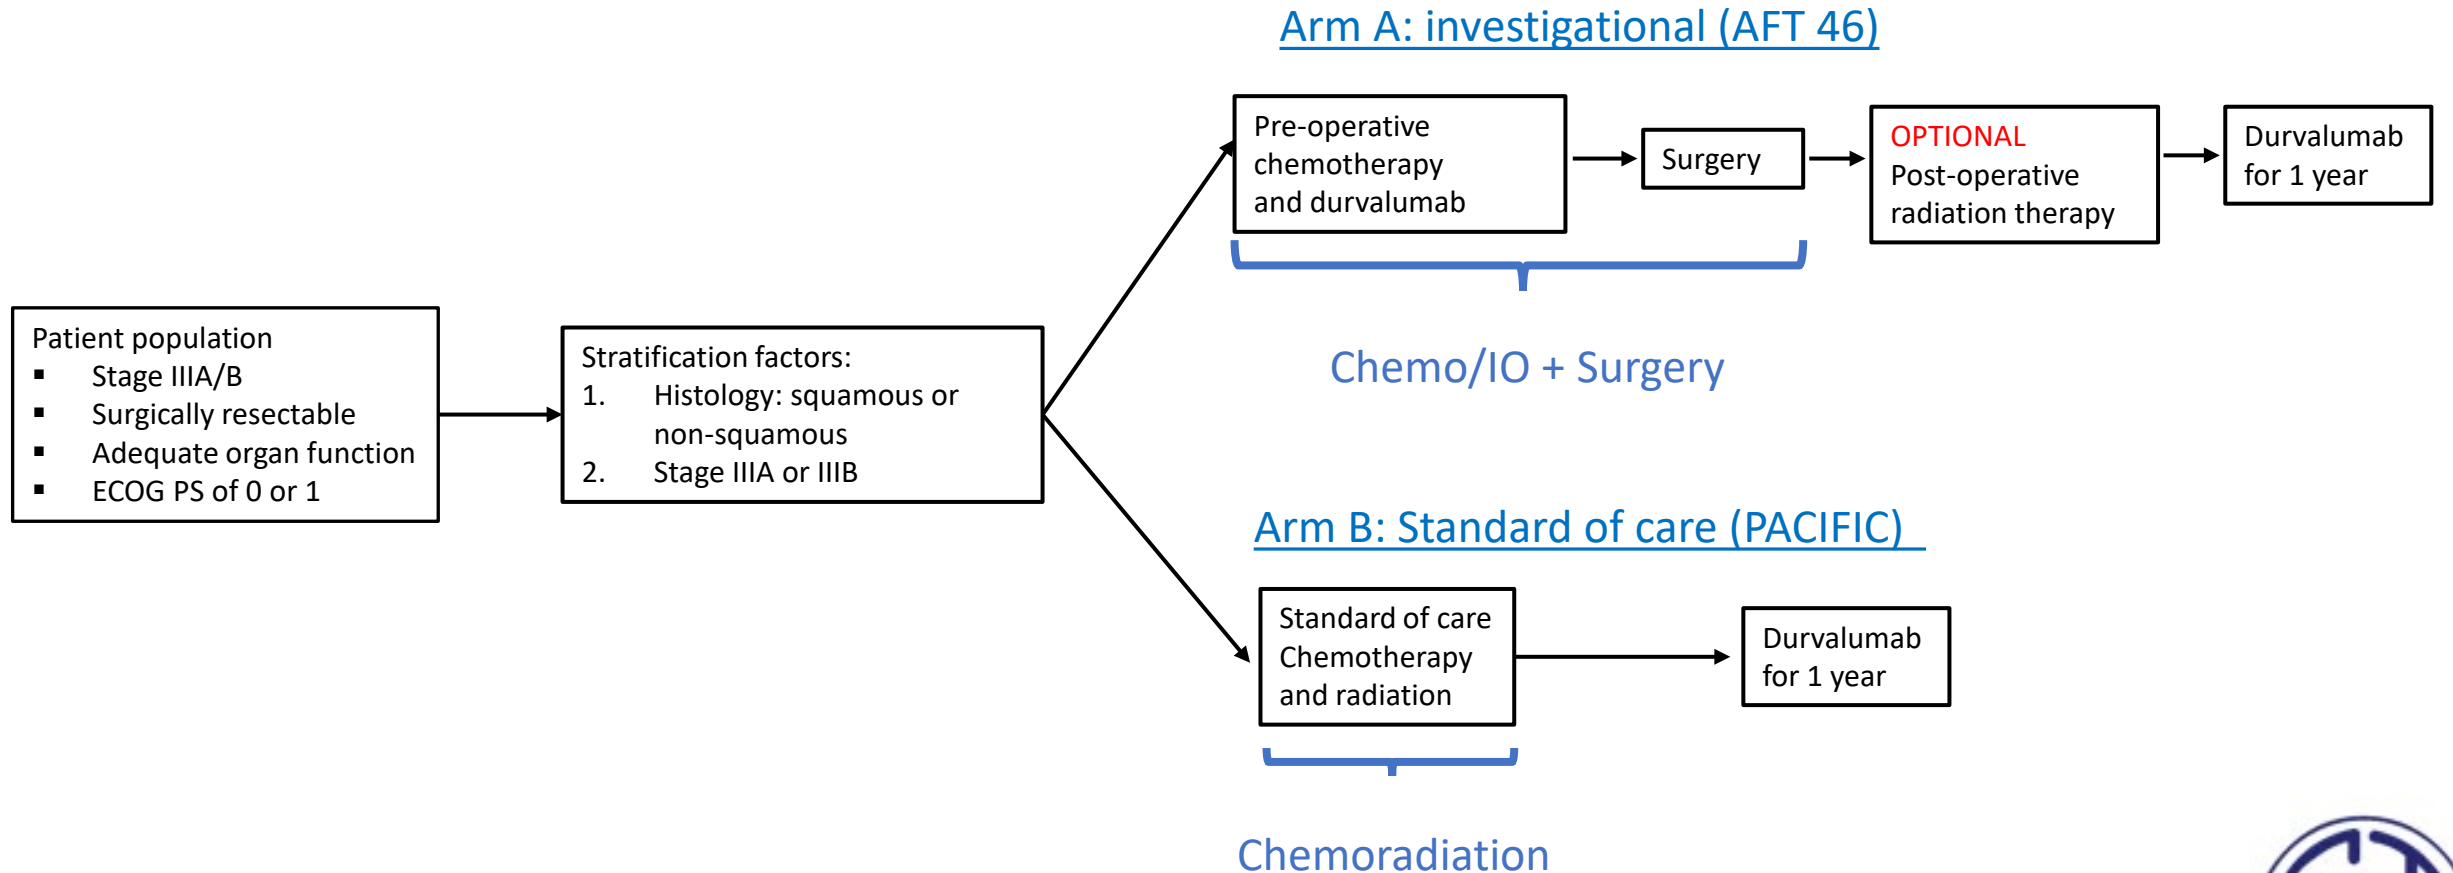 Arm A: investigational (AFT 46)
Pre-operative
chemotherapy
and durvalumab
Surgery
OPTIONAL
Post-operative
radiation therapy
Durvalumab
for 1 year
Chemo/IO + Surgery
Patient population
▪ Stage IIIA/B
▪ Surgically resectable
▪ Adequate organ function
▪ ECOG PS of 0 or 1
Stratification factors:
1. Histology: squamous or
non-squamous
2. Stage IIIA or IIIB
Arm B: Standard of care (PACIFIC)
Standard of care
Chemotherapy
and radiation
Durvalumab
for 1 year
Chemoradiation